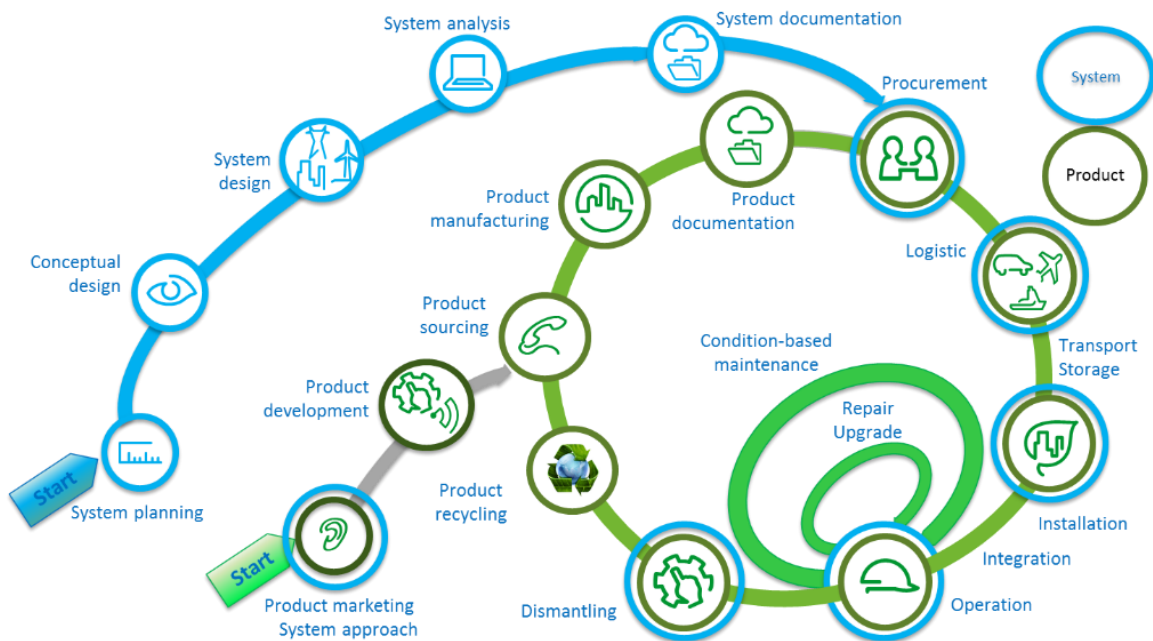 System documentation
System analysis
System
Procurement
System
design
Product
Product
manufacturing
Product
documentation
Logistic
Conceptual
design
Product
sourcing
Condition-based
maintenance
Transport
Storage
Product
development
Repair
Upgrade
Start
System planning
Product
recycling
Installation
Start
Integration
Product marketing
System approach
Dismantling
Operation